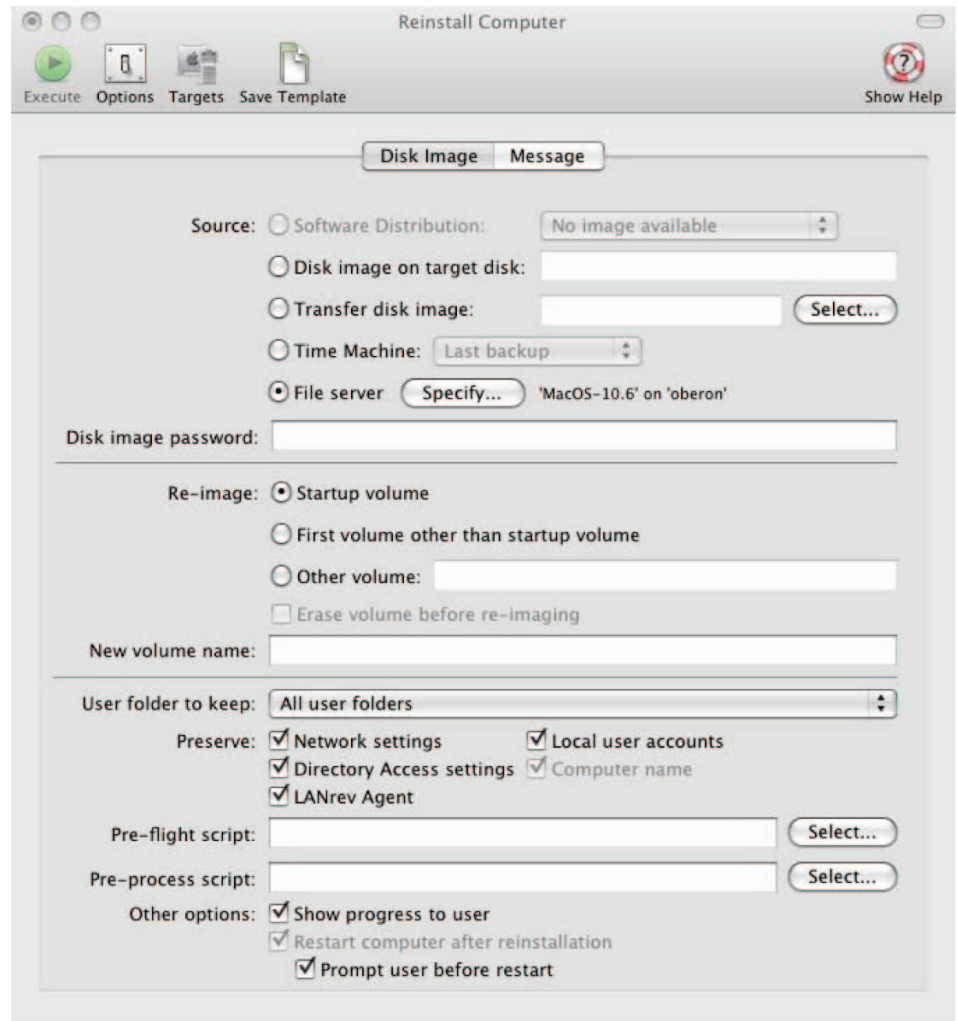 Reinstall Computer
Execute Options Targets Save Template Show Help
Disk Image Message
Source: Software Distribution: No image available
Disk image on target disk:
Transfer disk image: Select...
Time Machine: Last backup
File server Specify... 'MacOS-10.6' on 'oberon'
Disk image password:
Re-image: Startup volume
First volume other than startup volume
Other volume:
Erase volume before re-imaging
New volume name:
User folder to keep: All user folders
Preserve: Network settings Local user accounts
Directory Access settings Computer name
LANrev Agent
Pre-flight script: Select...
Pre-process script: Select...
Other options: Show progress to user
Restart computer after reinstallation
Prompt user before restart